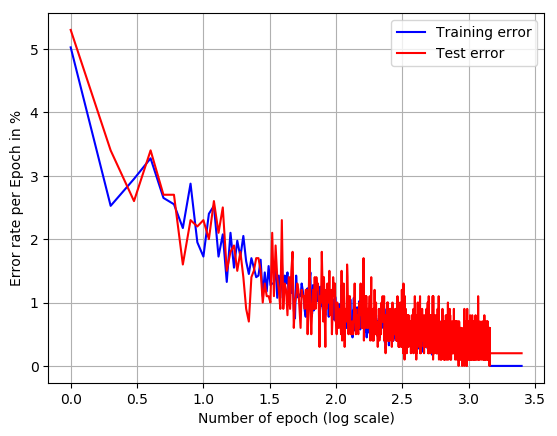 Training error
Test error
5
4
3
2
1
0
Error rate per Epoch in %
0.0 0.5 1.0 1.5 2.0 2.5 3.0 3.5
Number of epoch (log scale)